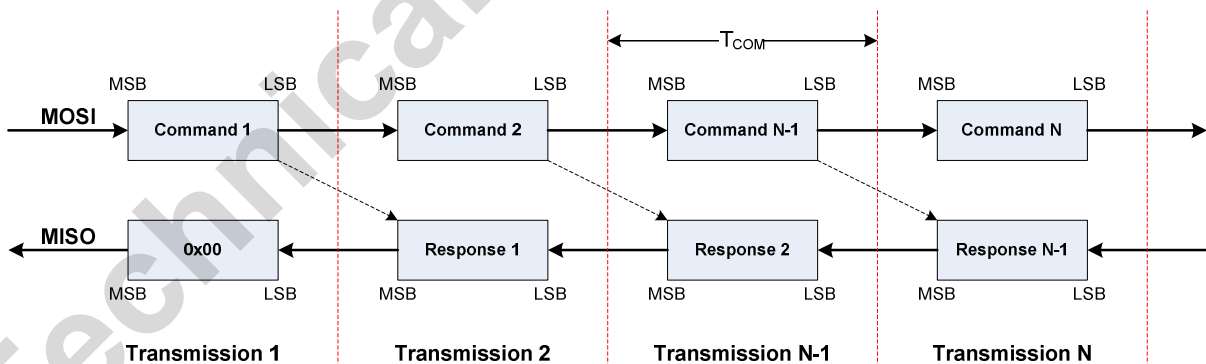 T_COM
MSB LSB MSB LSB MSB LSB MSB LSB
MOSI Command 1 Command 2 Command N-1 Command N
MISO 0x00 Response 1 Response 2 Response N-1
MSB LSB MSB LSB MSB LSB MSB LSB
Transmission 1 Transmission 2 Transmission N-1 Transmission N
Technical